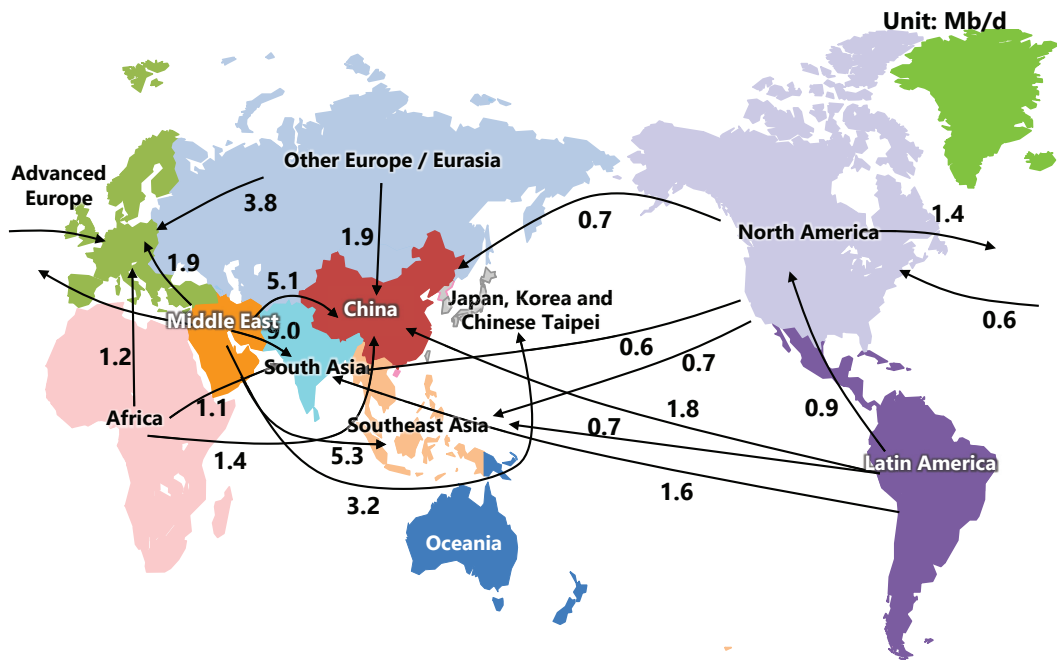 Unit: Mb/d
Other Europe / Eurasia
Advanced
Europe
3.8
0.7
1.4
North America
1.9
1.9
5.1
Japan, Korea and
Chinese Taipei
China
Middle East
9.0
0.6
0.6
1.2
South Asia
0.7
1.1
Africa
Southeast Asia
0.7
1.8
0.9
1.4
5.3
Latin America
1.6
3.2
Oceania